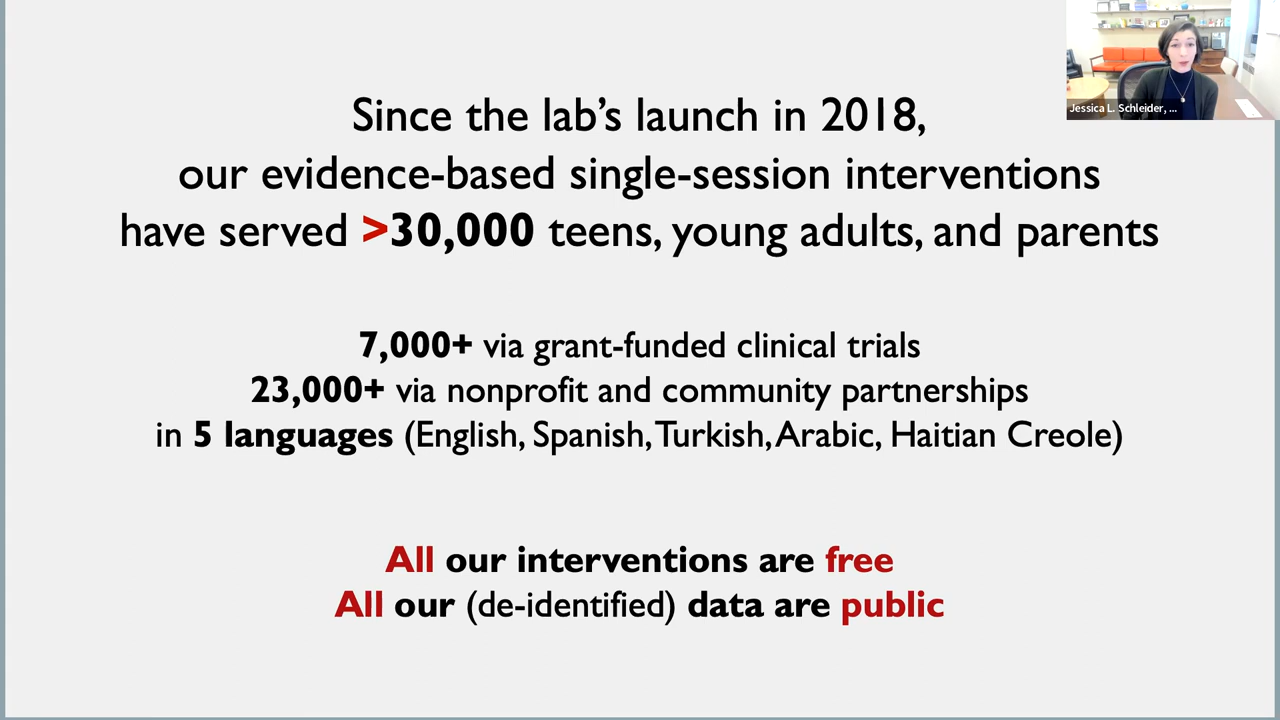 Since the lab's launch in 2018,
our evidence-based single-session interventions
have served >30,000 teens, young adults, and parents
7,000+ via grant-funded clinical trials
23,000+ via nonprofit and community partnerships
in 5 languages (English, Spanish, Turkish, Arabic, Haitian Creole)
All our interventions are free
All our (de-identified) data are public
Jessica L. Schleider, ...